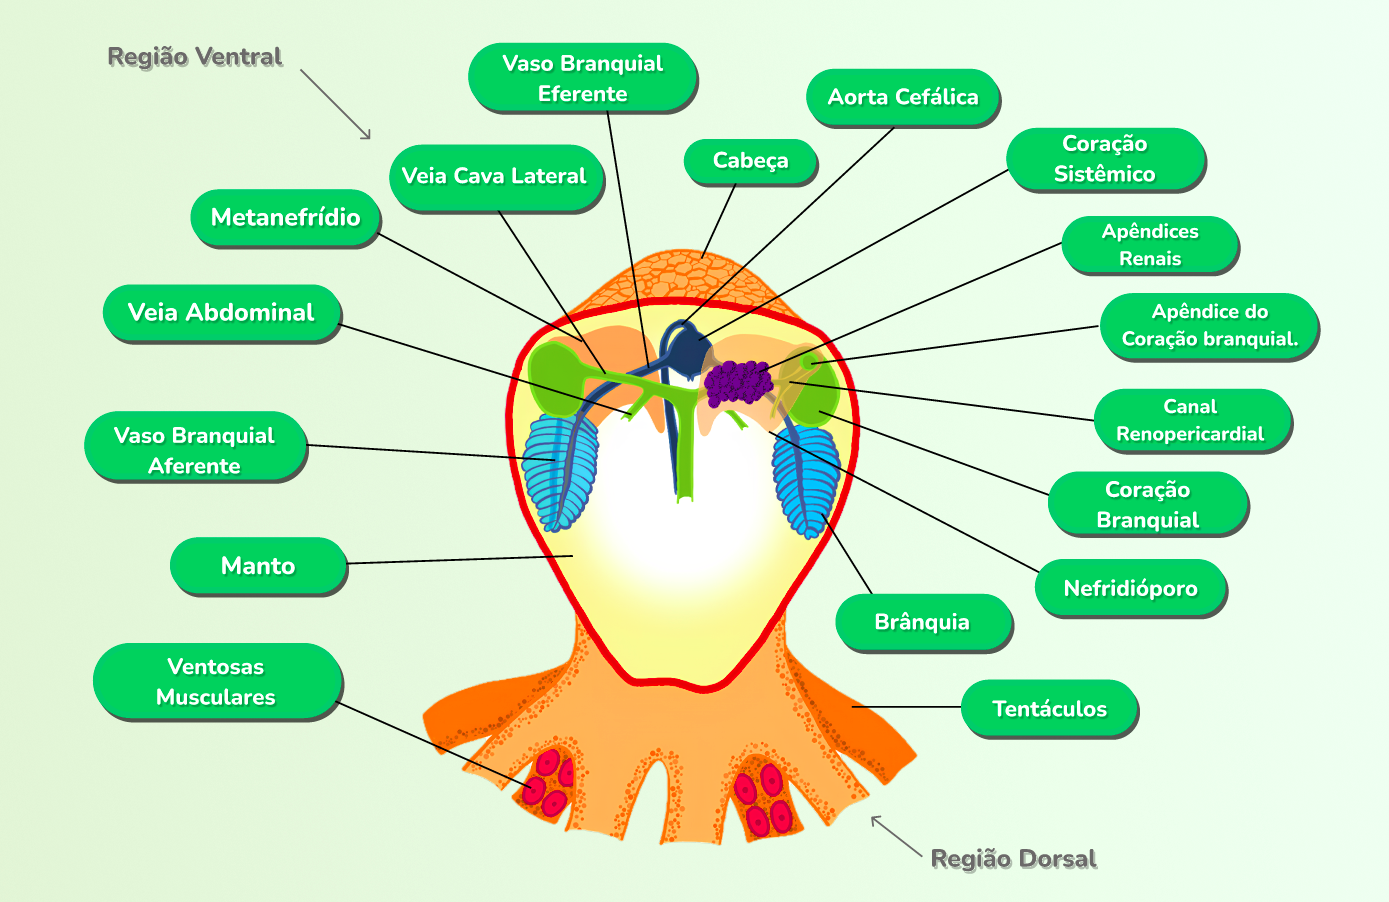 Região Ventral
Vaso Branquial
Eferente
Aorta Cefálica
Cabeça
Coração
Sistêmico
Veia Cava Lateral
Metanefrídio
Apêndices
Renais
Veia Abdominal
Apêndice do
Coração branquial.
Canal
Renopericardial
Vaso Branquial
Aferente
Coração
Branquial
Manto
Nefridióporo
Brânquia
Ventosas
Musculares
Tentáculos
Região Dorsal